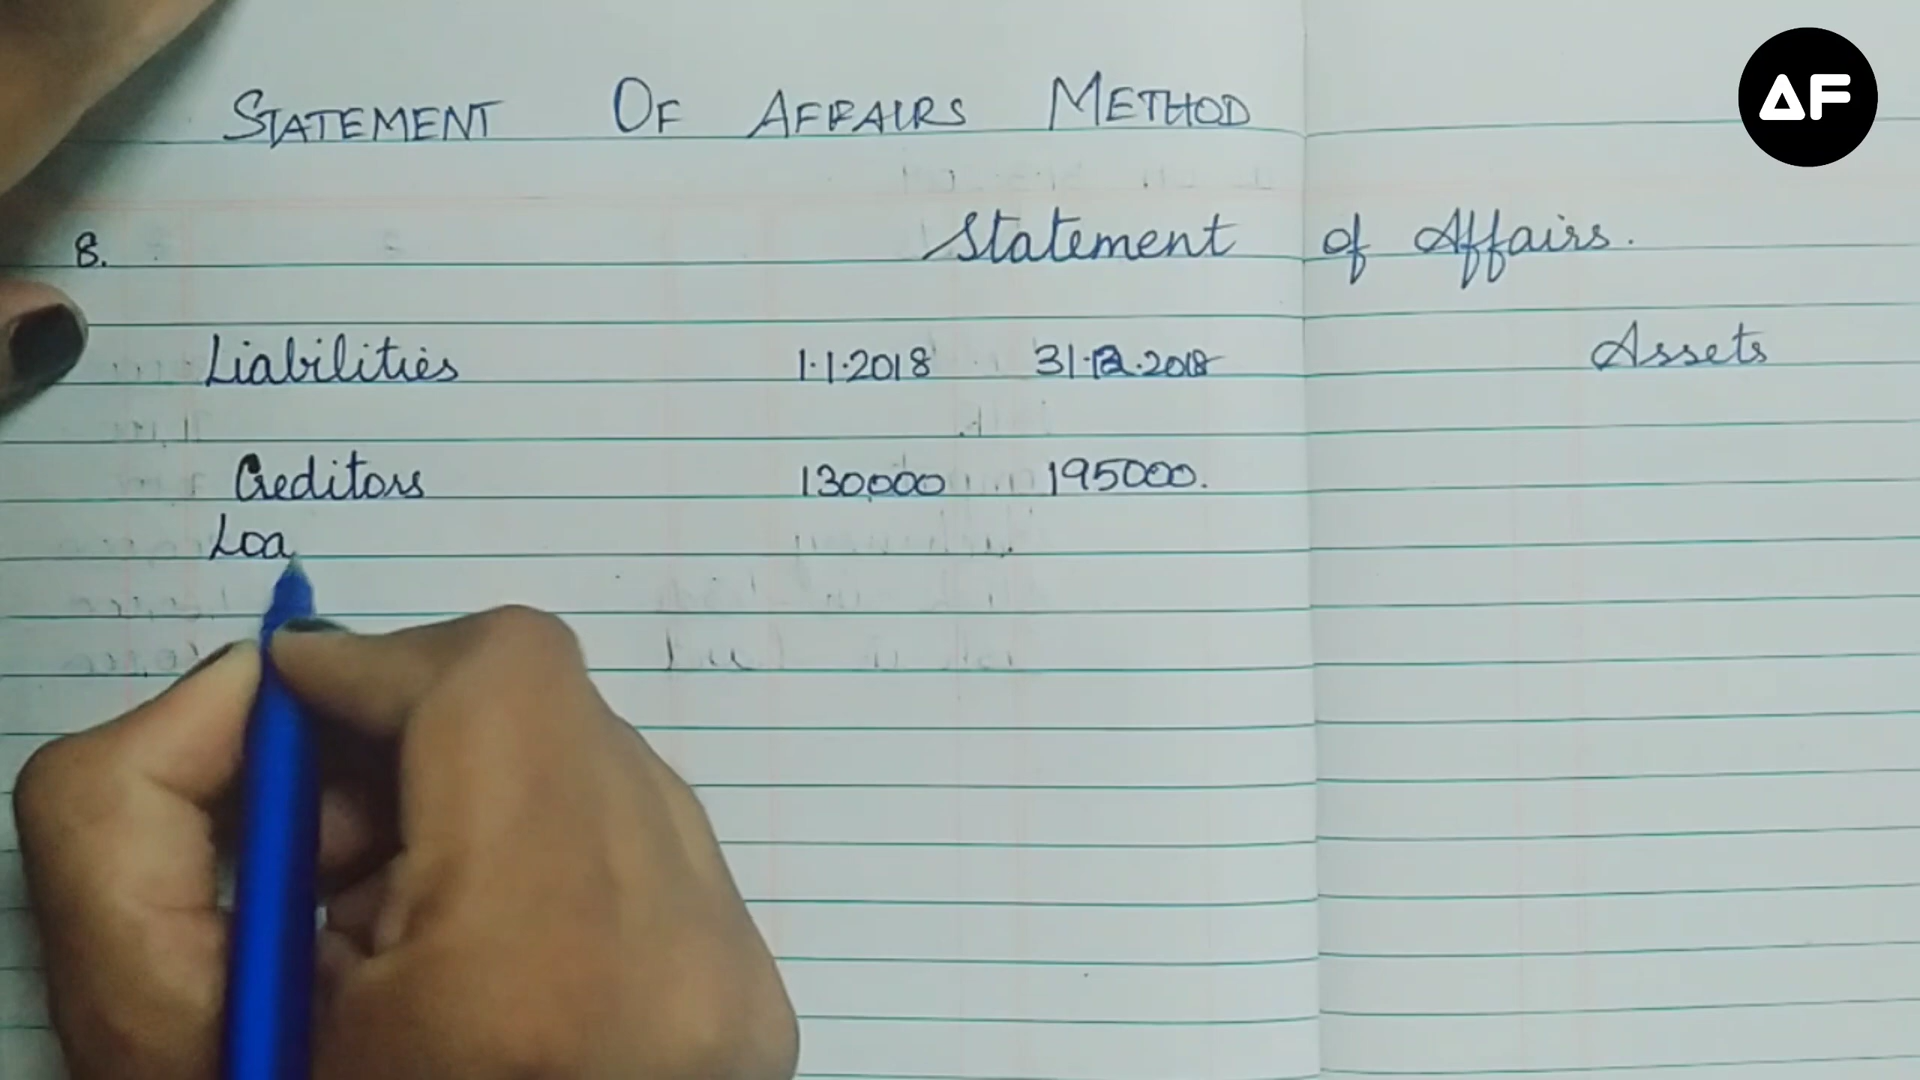 STATEMENT OF AFFAIRS METHOD
AF
8. Statement of Affairs.
Liabilities 1.1.2018 31.12.2018 Assets
Creditors 130000 195000.
Loa